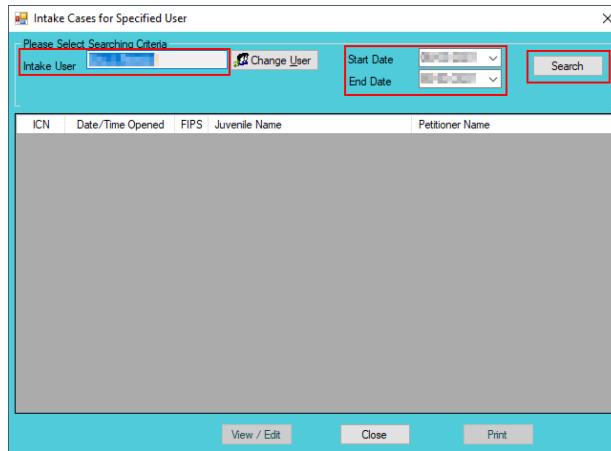 Intake Cases for Specified User
Please Select Searching Criteria
Intake User Change User Start Date Search
End Date
ICN Date/Time Opened FIPS Juvenile Name Petitioner Name
View / Edit Close Print